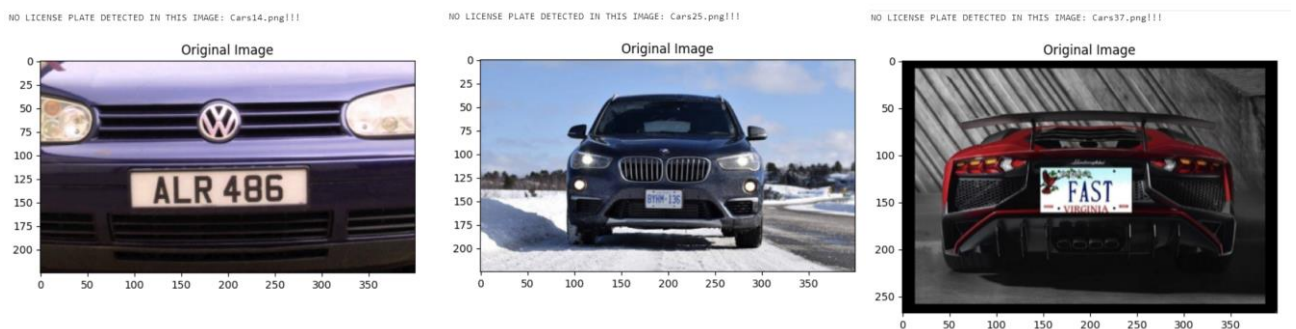 NO LICENSE PLATE DETECTED IN THIS IMAGE: Cars14.png!!!
Original Image
0
25
50
75
100
125
150
175
200
0 50 100 150 200 250 300 350
ALR 486
NO LICENSE PLATE DETECTED IN THIS IMAGE: Cars25.png!!!
Original Image
0
25
50
75
100
125
150
175
200
0 50 100 150 200 250 300 350
BYHM·136
NO LICENSE PLATE DETECTED IN THIS IMAGE: Cars37.png!!!
Original Image
0
50
100
150
200
250
0 50 100 150 200 250 300 350
FAST
VIRGINIA